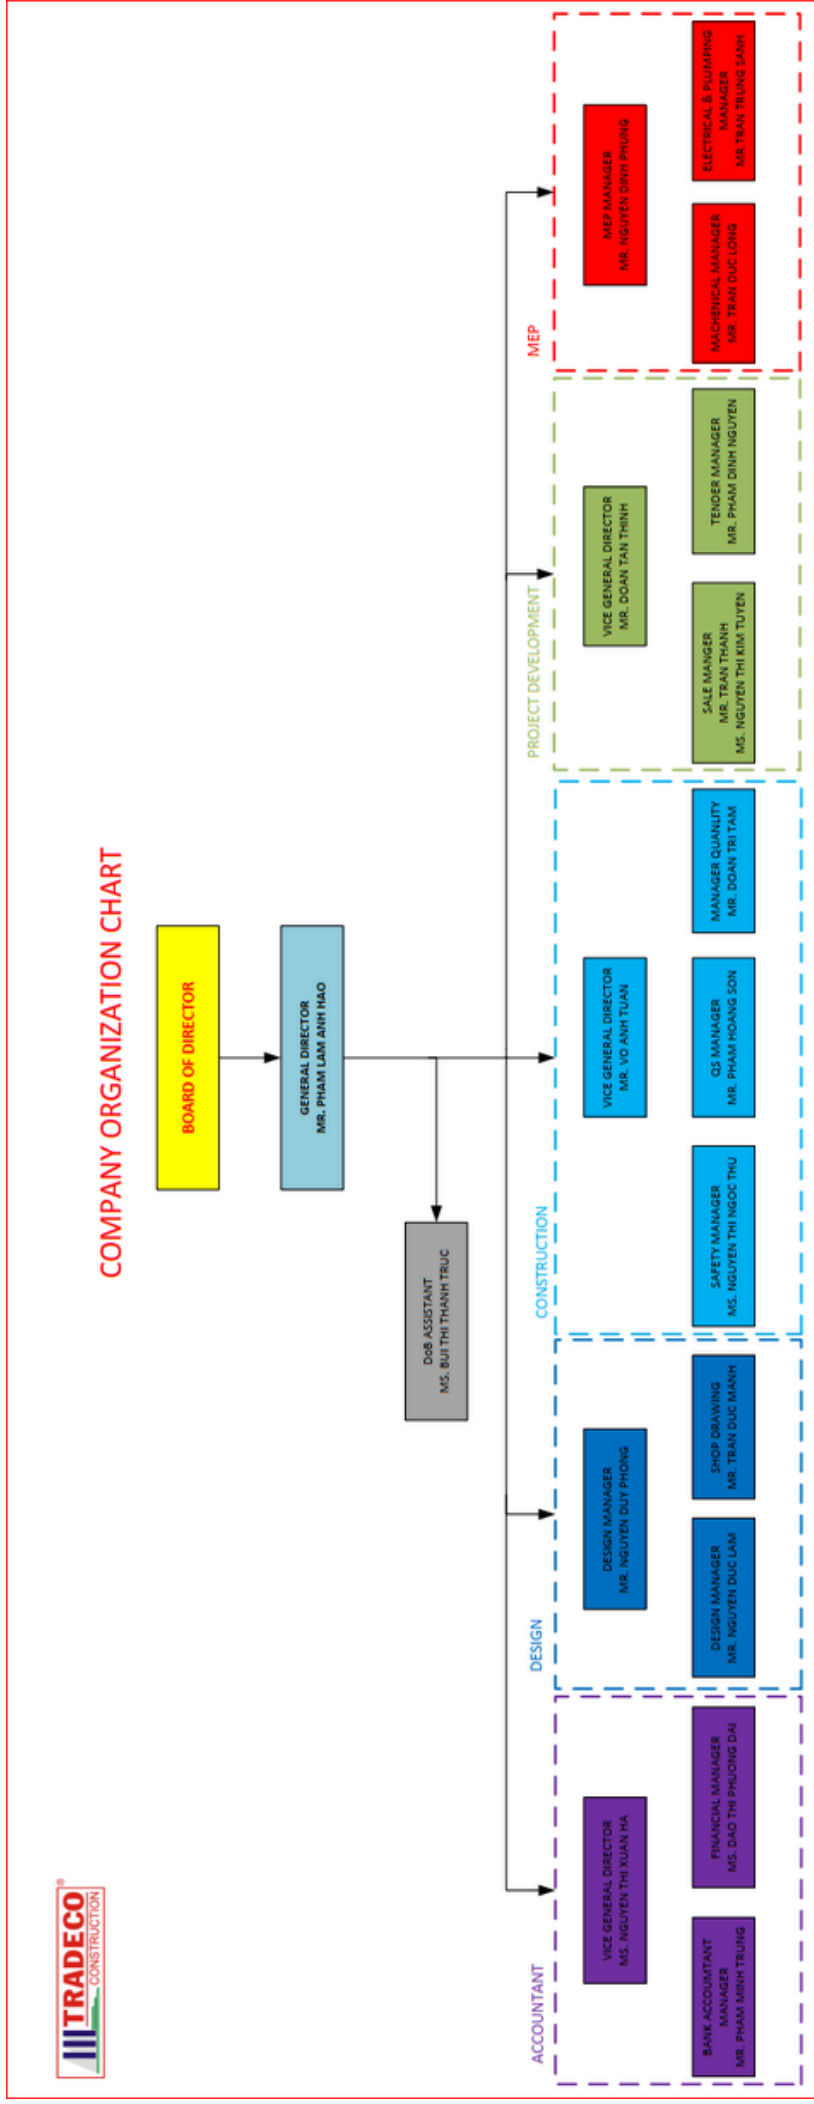 TRADECO®
CONSTRUCTION
COMPANY ORGANIZATION CHART
BOARD OF DIRECTOR
GENERAL DIRECTOR
MR. PHAM LAM ANH HAO
DOB ASSISTANT
MS. BUI THI THANH TRUC
ACCOUNTANT
VICE GENERAL DIRECTOR
MS. NGUYEN THI XUAN HA
BANK ACCOUMTANT
MANAGER
MR. PHAM MINH TRUNG
FINANCIAL MANAGER
MS. DAO THI PHUONG DAI
DESIGN
DESIGN MANAGER
MR. NGUYEN DUY PHONG
DESIGN MANAGER
MR. NGUYEN DUC LAM
SHOP DRAWING
MR. TRAN DUC MANH
CONSTRUCTION
VICE GENERAL DIRECTOR
MR. VO ANH TUAN
SAFETY MANAGER
MS. NGUYEN THI NGOC THU
QS MANAGER
MR. PHAM HOANG SON
MANAGER QUANLITY
MR. DOAN TRI TAM
PROJECT DEVELOPMENT
VICE GENERAL DIRECTOR
MR. DOAN TAN THINH
SALE MANGER
MR. TRAN THANH
MS. NGUYEN THI KIM TUYEN
TENDER MANAGER
MR. PHAM DINH NGUYEN
MEP
MEP MANAGER
MR. NGUYEN DINH PHUNG
MACHENICAL MANAGER
MR. TRAN DUC LONG
ELECTRICAL & PLUMPING
MANAGER
MR.TRAN TRUNG SANH